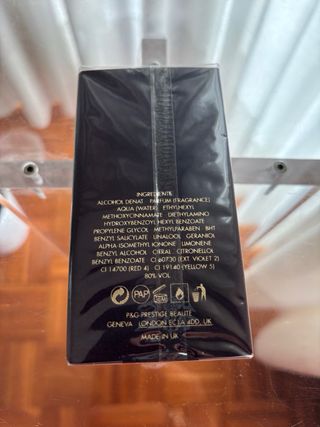 INGREDIENTS:
ALCOHOL DENAT. PARFUM (FRAGRANCE)
AQUA (WATER) ETHYLHEXYL
METHOXYCINNAMATE DIETHYLAMINO
HYDROXYBENZOYL HEXYL BENZOATE
PROPYLENE GLYCOL METHYLPARABEN BHT
BENZYL SALICYLATE LINALOOL GERANIOL
ALPHA-ISOMETHYL IONONE LIMONENE
BENZYL ALCOHOL CITRAL CITRONELLOL
BENZYL BENZOATE CI 60730 (EXT. VIOLET 2)
CI 14700 (RED 4) CI 19140 (YELLOW 5)
80% VOL
PAP
P&G PRESTIGE BEAUTE
GENEVA LONDON EC1A 4DD, UK
MADE IN UK